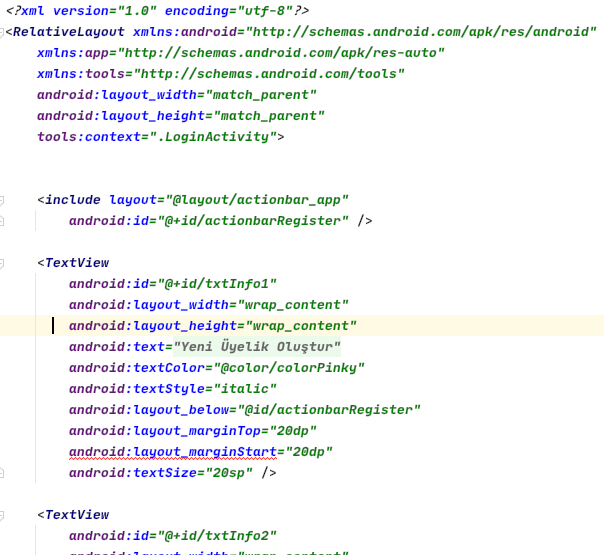 <?xml version="1.0" encoding="utf-8"?>
<RelativeLayout xmlns:android="http://schemas.android.com/apk/res/android"
xmlns:app="http://schemas.android.com/apk/res-auto"
xmlns:tools="http://schemas.android.com/tools"
android:layout_width="match_parent"
android:layout_height="match_parent"
tools:context=".LoginActivity">
<include layout="@layout/actionbar_app"
android:id="@+id/actionbarRegister" />
<TextView
android:id="@+id/txtInfo1"
android:layout_width="wrap_content"
android:layout_height="wrap_content"
android:text="Yeni Üyelik Oluştur"
android:textColor="@color/colorPinky"
android:textStyle="italic"
android:layout_below="@id/actionbarRegister"
android:layout_marginTop="20dp"
android:layout_marginStart="20dp"
android:textSize="20sp" />
<TextView
android:id="@+id/txtInfo2"
android:layout_width="wrap_content"